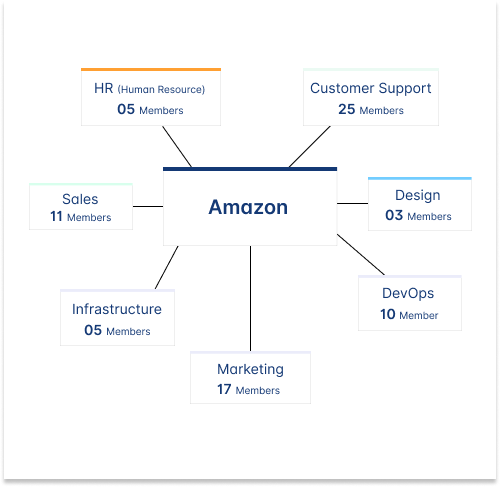 HR (Human Resource)
05 Members
Customer Support
25 Members
Sales
11 Members
Amazon
Design
03 Members
Infrastructure
05 Members
DevOps
10 Member
Marketing
17 Members